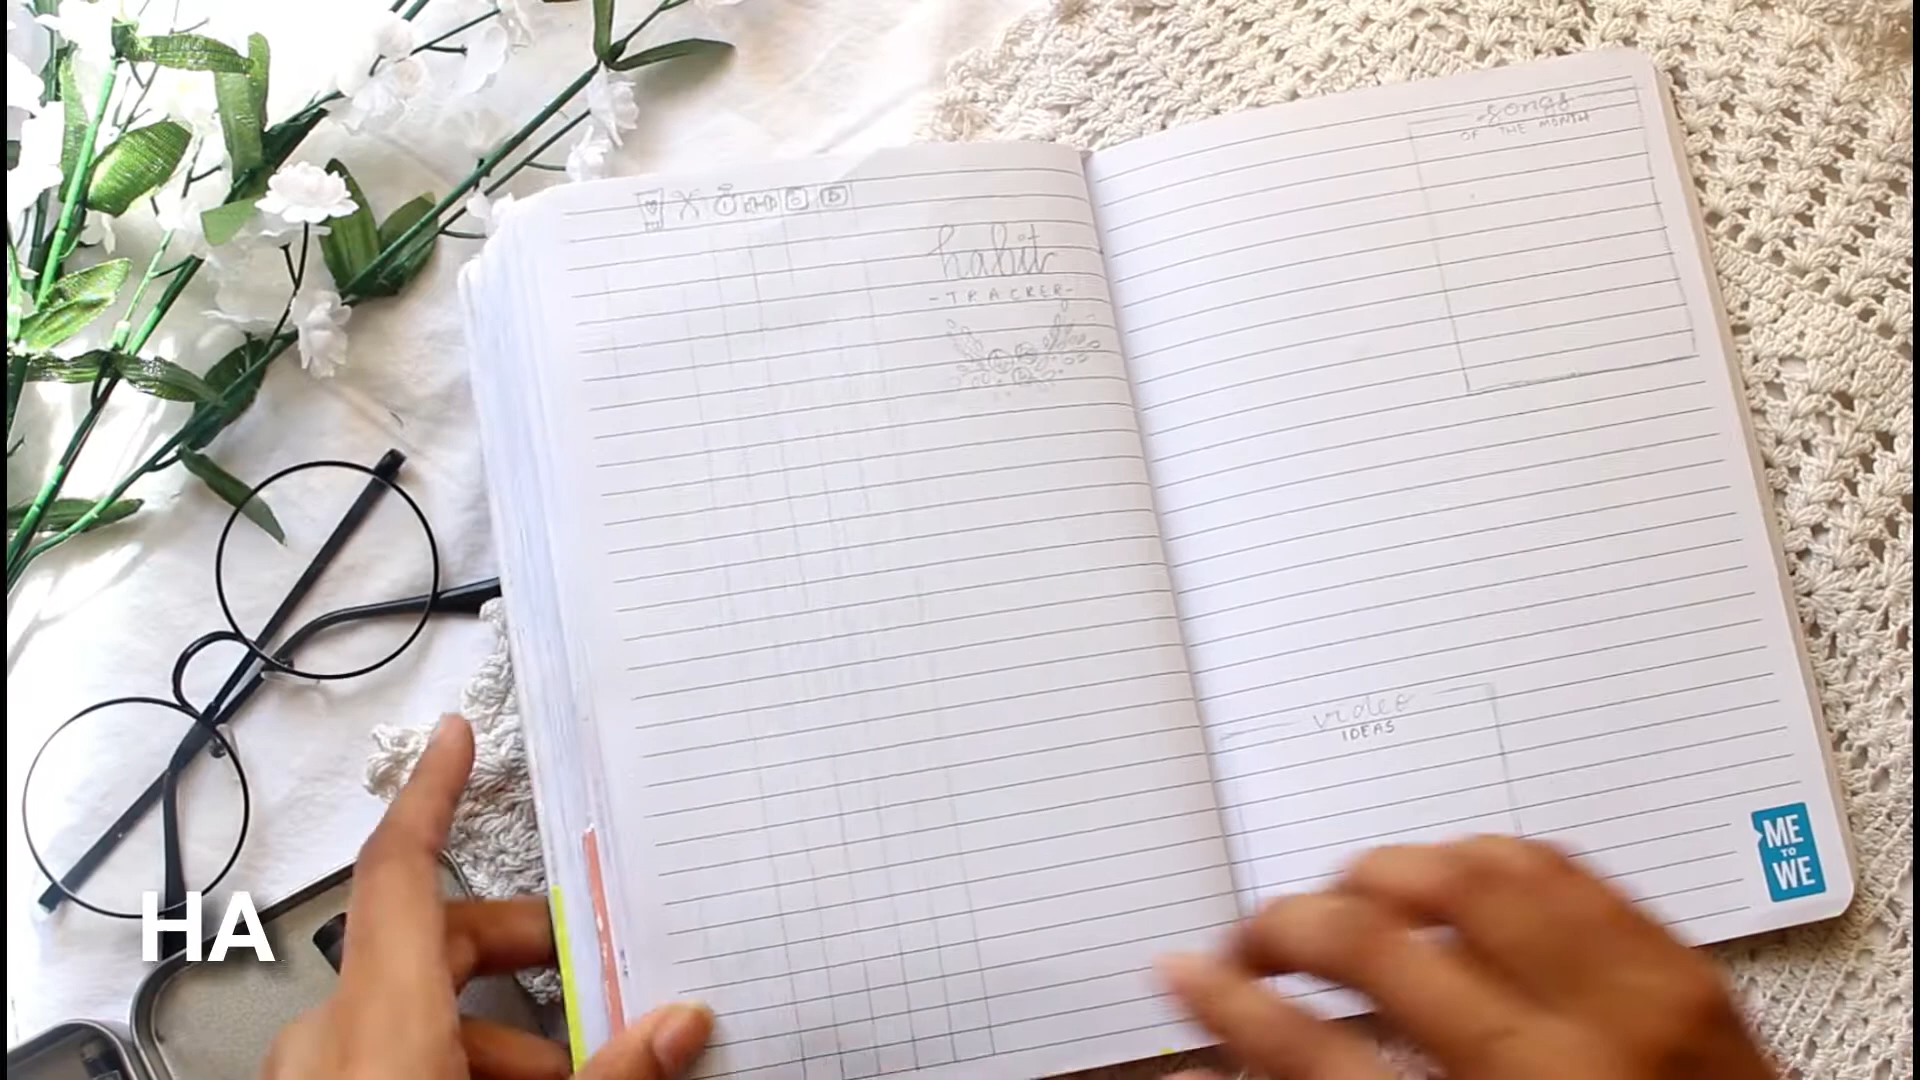 habit
-TRACKER-
songs
OF THE MONTH
video
IDEAS
ME
TO
WE
HA